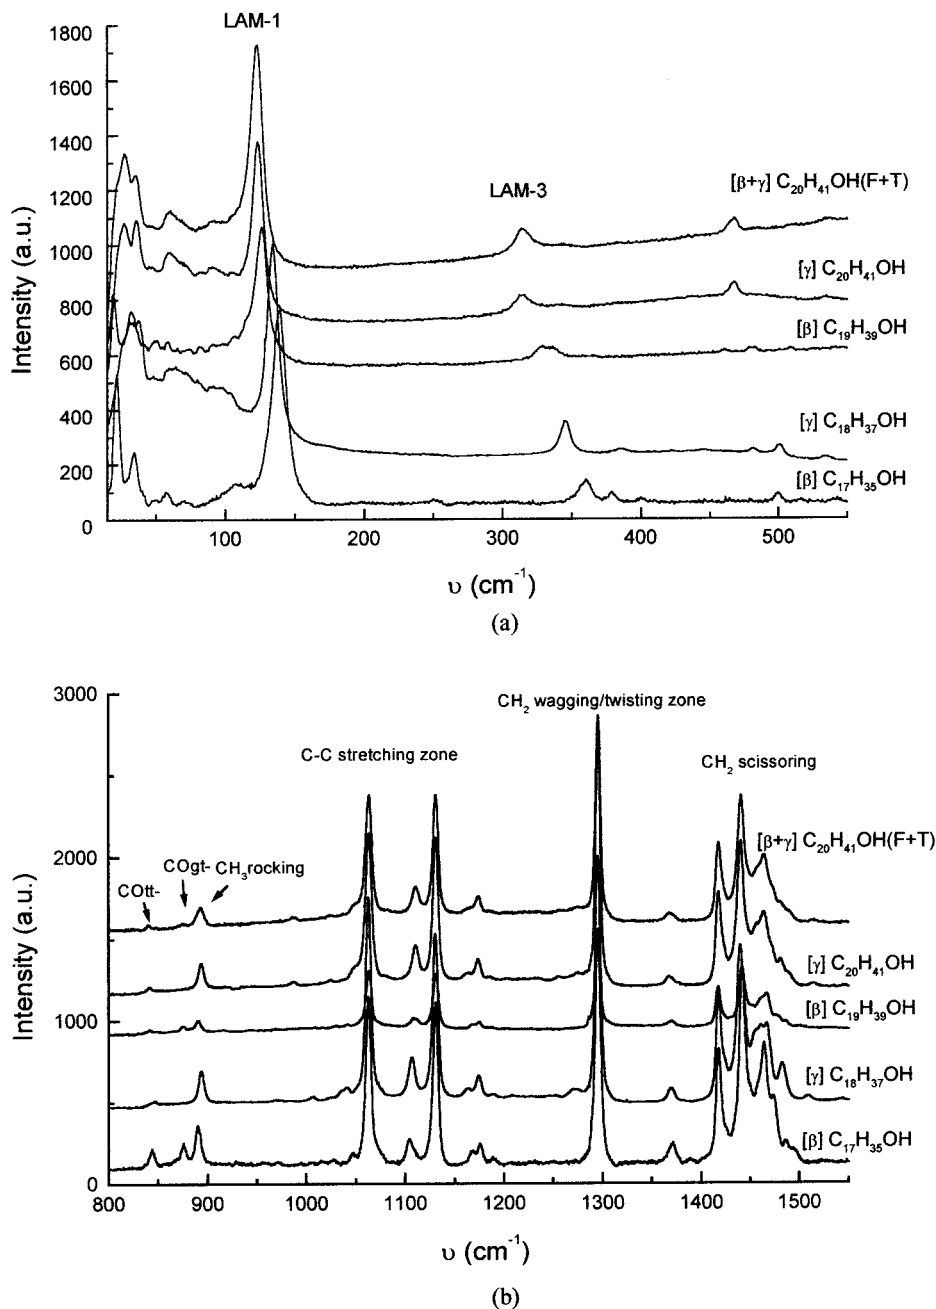 LAM-1
1800
1600
1400
1200
1000
800
600
400
200
0
Intensity (a.u.)
LAM-3
[β+γ] C20H41OH(F+T)
[γ] C20H41OH
[β] C19H39OH
[γ] C18H37OH
[β] C17H35OH
100 200 300 400 500
υ (cm-1)
(a)
3000
2000
1000
0
Intensity (a.u.)
CH2 wagging/twisting zone
C-C stretching zone
CH2 scissoring
COtt-
COgt-
CH3rocking
[β+γ] C20H41OH(F+T)
[γ] C20H41OH
[β] C19H39OH
[γ] C18H37OH
[β] C17H35OH
800 900 1000 1100 1200 1300 1400 1500
υ (cm-1)
(b)